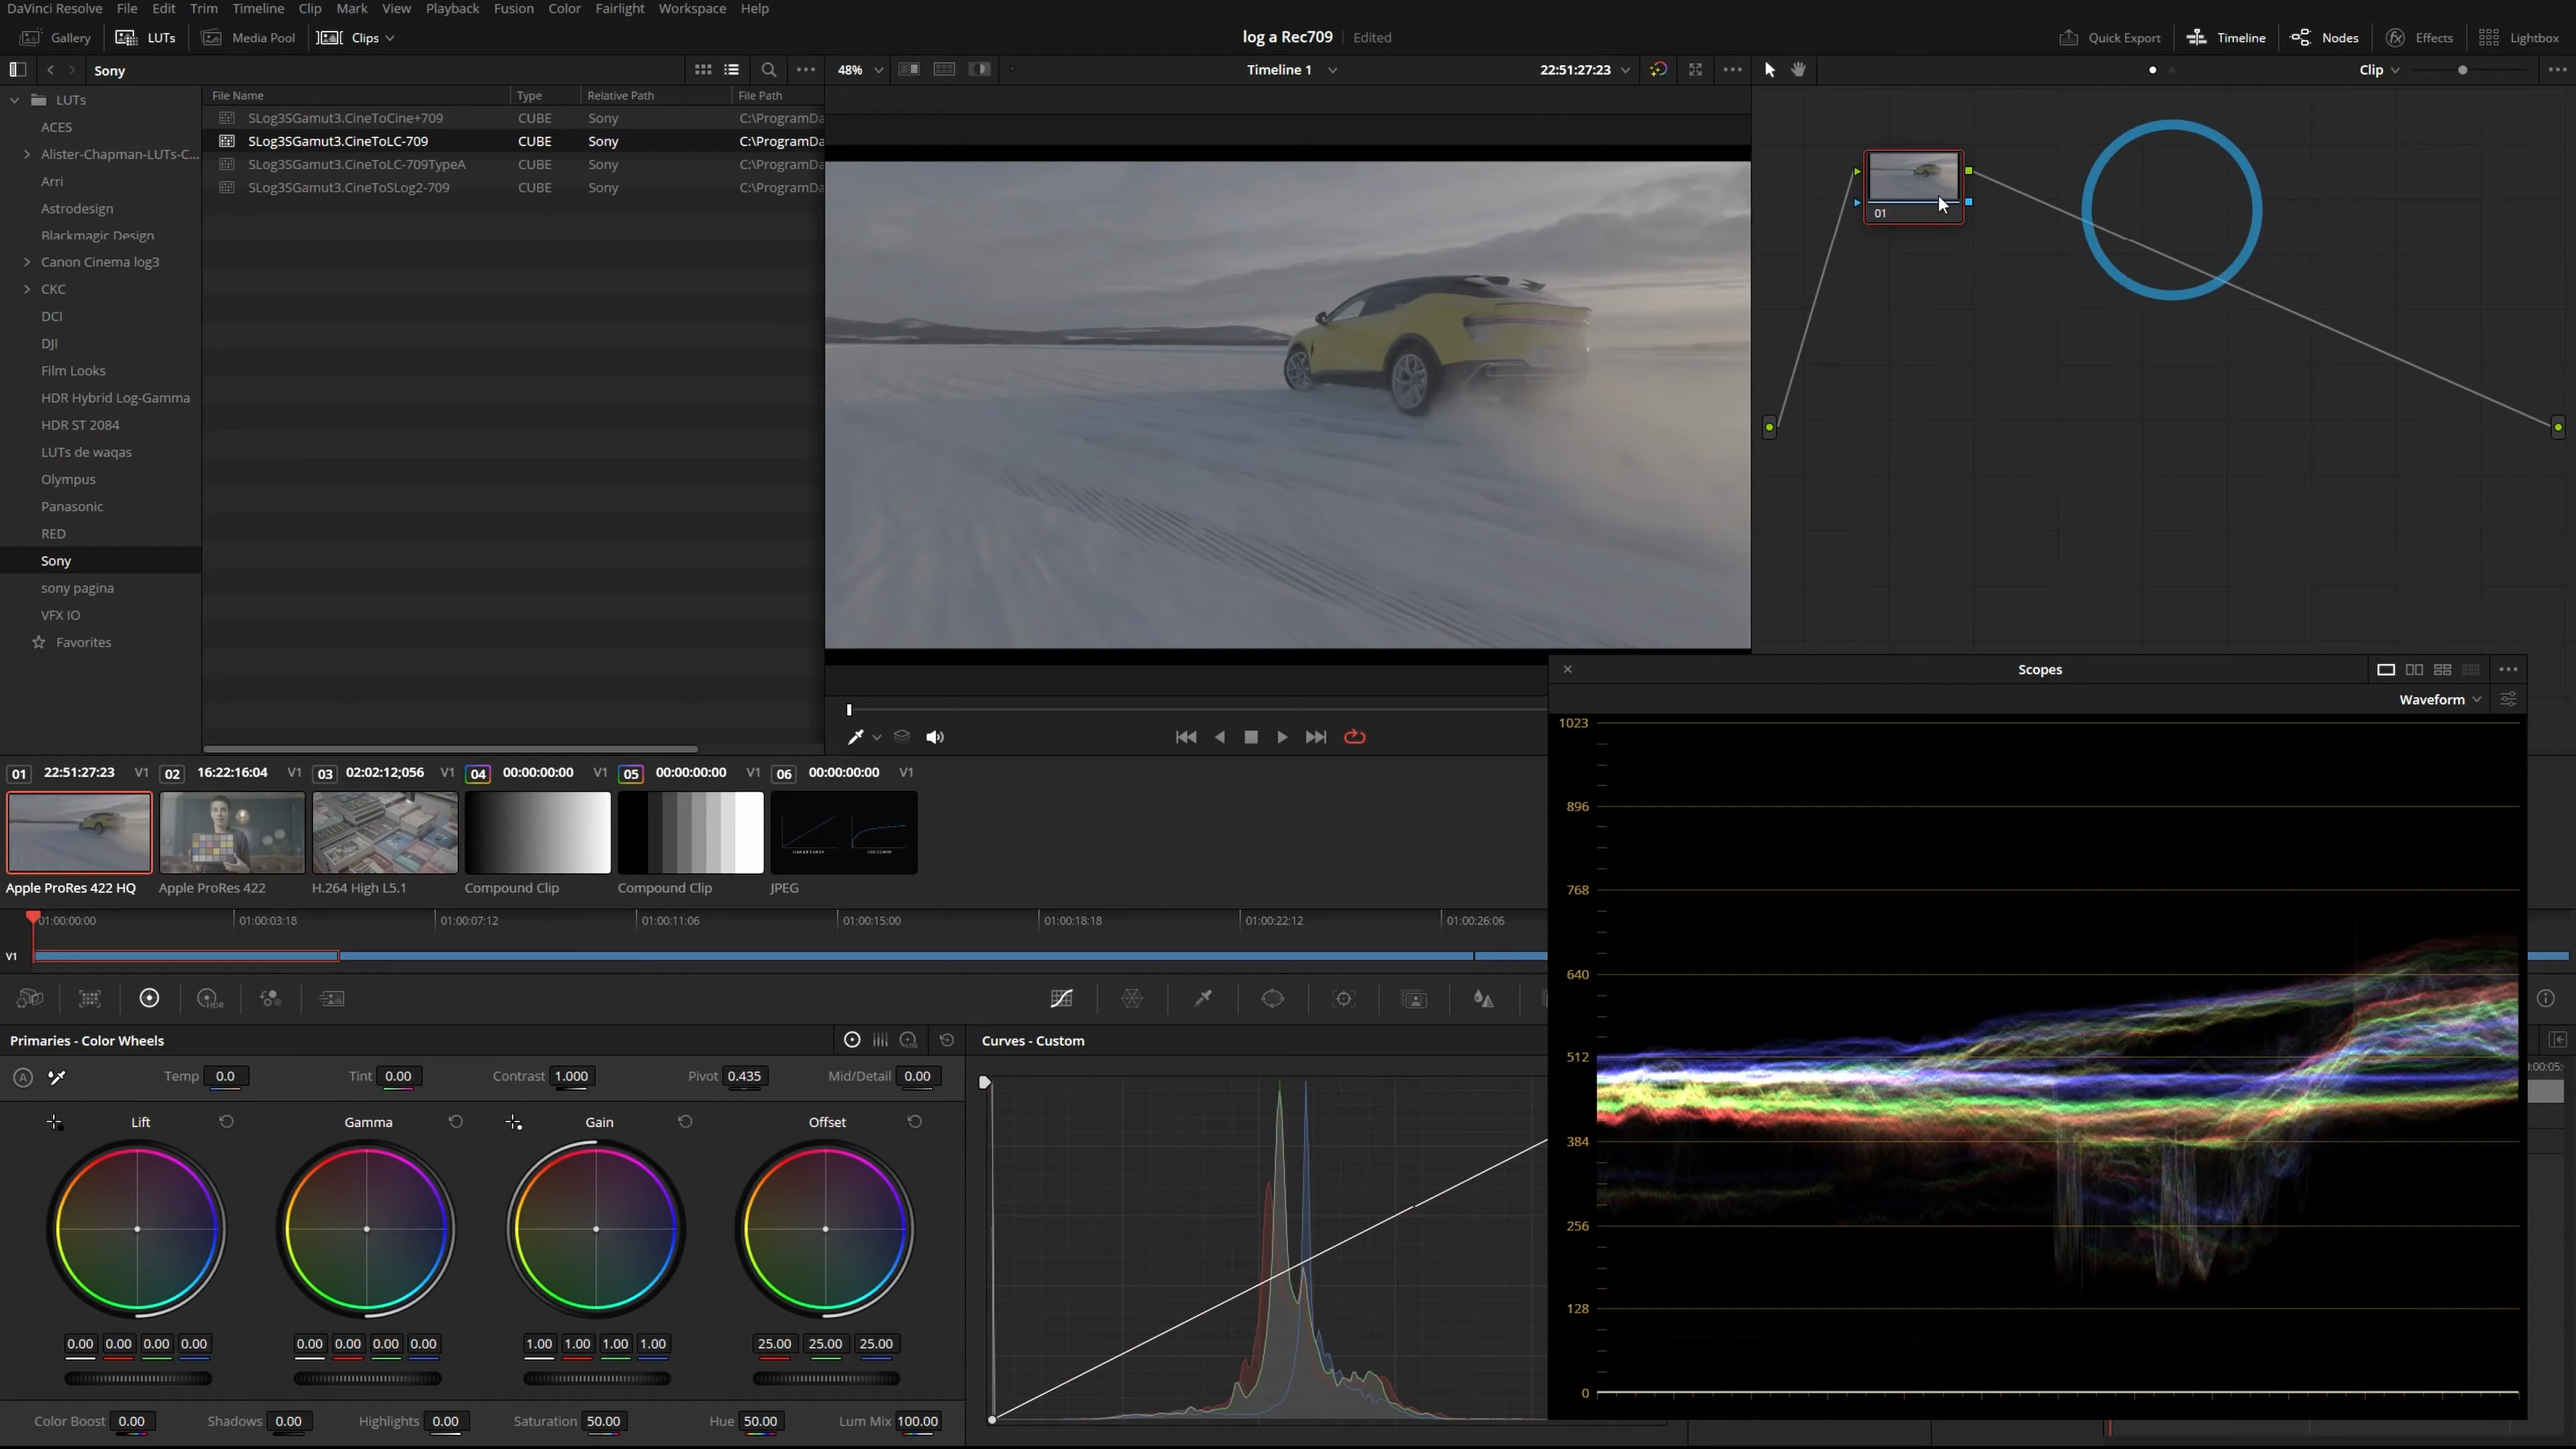 DaVinci Resolve File Edit Trim Timeline Clip Mark View Playback Fusion Color Fairlight Workspace Help
Gallery LUTs Media Pool Clips log a Rec709 Edited Quick Export Timeline Nodes Effects Lightbox
Sony 48% Timeline 1 22:51:27:23 Clip
LUTs
ACES
Alister-Chapman-LUTs-C...
Arri
Astrodesign
Blackmagic Design
Canon Cinema log3
CKC
DCI
DJI
Film Looks
HDR Hybrid Log-Gamma
HDR ST 2084
LUTs de waqas
Olympus
Panasonic
RED
Sony
sony pagina
VFX IO
Favorites
File Name Type Relative Path File Path
SLog3SGamut3.CineToCine+709 CUBE Sony C:\ProgramDa
SLog3SGamut3.CineToLC-709 CUBE Sony C:\ProgramDa
SLog3SGamut3.CineToLC-709TypeA CUBE Sony C:\ProgramDa
SLog3SGamut3.CineToSLog2-709 CUBE Sony C:\ProgramDa
01
Scopes
Waveform
1023
896
768
640
512
384
256
128
0
01 22:51:27:23 V1 02 16:22:16:04 V1 03 02:02:12;056 V1 04 00:00:00:00 V1 05 00:00:00:00 V1 06 00:00:00:00 V1
Apple ProRes 422 HQ Apple ProRes 422 H.264 High L5.1 Compound Clip Compound Clip JPEG
01:00:00:00 01:00:03:18 01:00:07:12 01:00:11:06 01:00:15:00 01:00:18:18 01:00:22:12 01:00:26:06
V1
HDR
Primaries - Color Wheels
Curves - Custom
A Temp 0.0 Tint 0.00 Contrast 1.000 Pivot 0.435 Mid/Detail 0.00
Lift Gamma Gain Offset
0.00 0.00 0.00 0.00 0.00 0.00 0.00 0.00 1.00 1.00 1.00 1.00 25.00 25.00 25.00
Color Boost 0.00 Shadows 0.00 Highlights 0.00 Saturation 50.00 Hue 50.00 Lum Mix 100.00